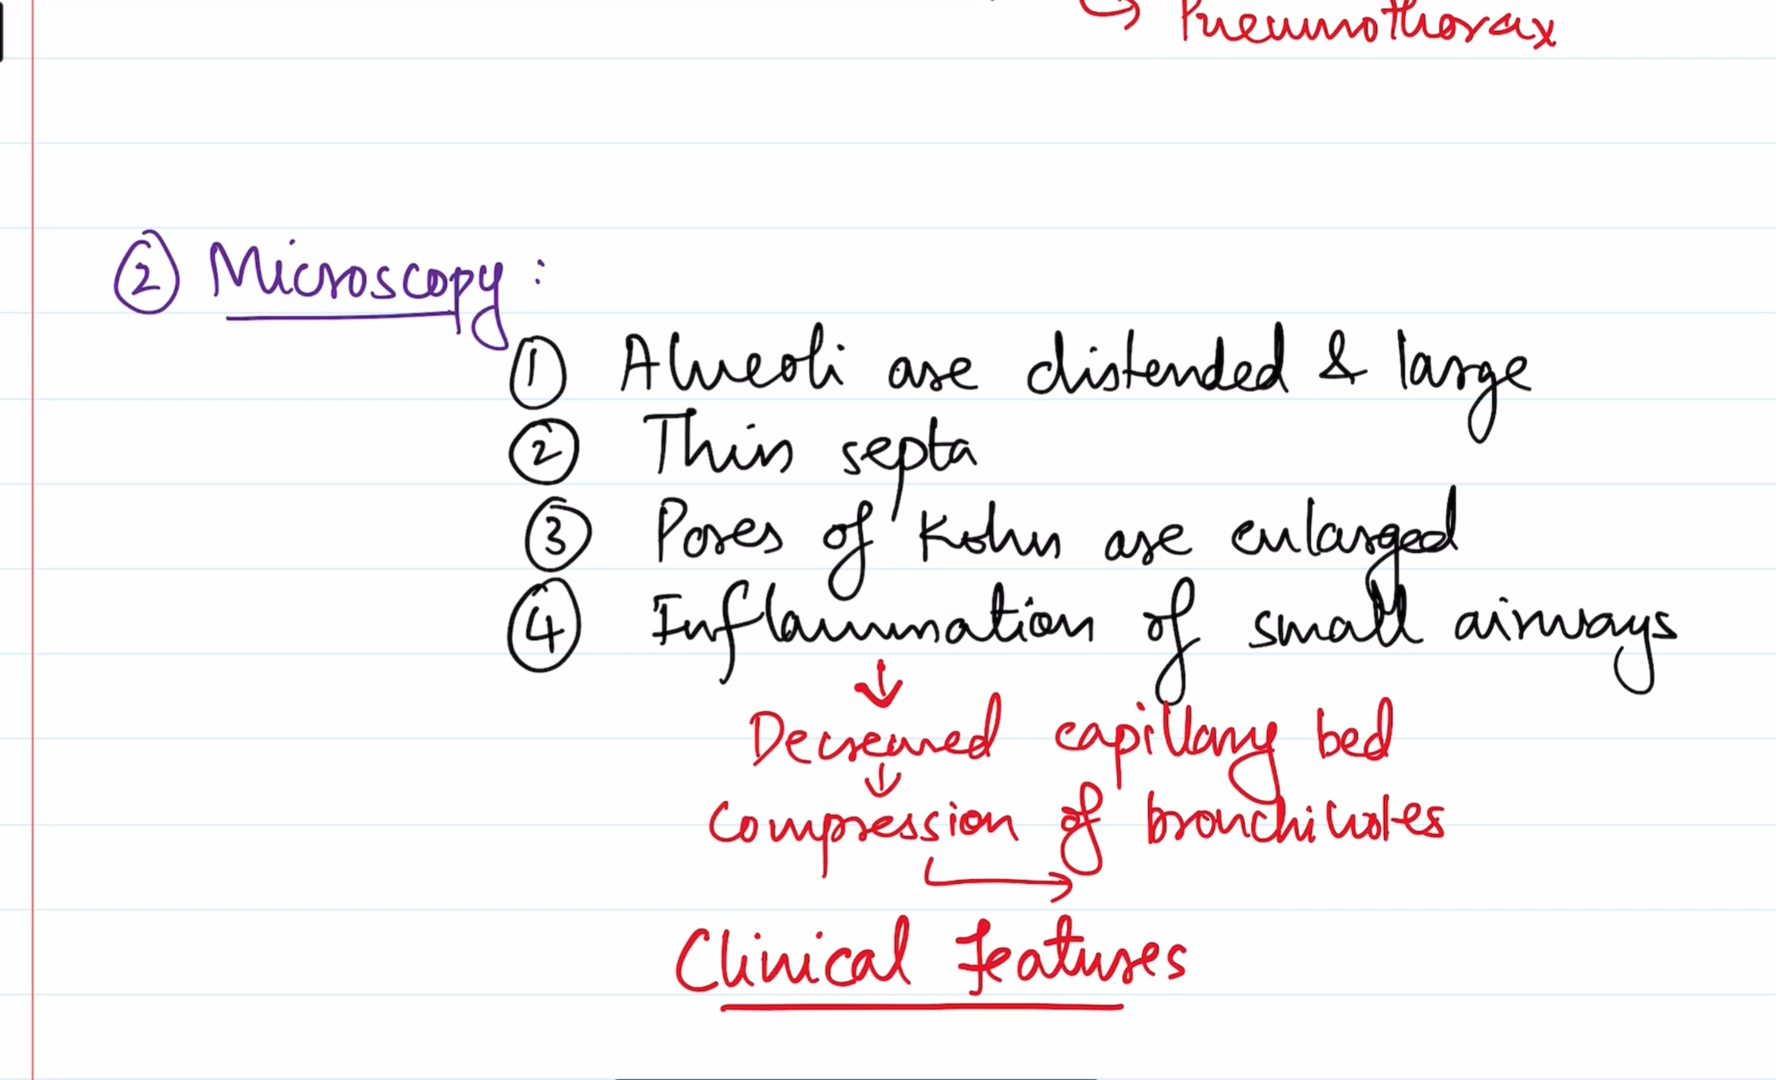 ↳ Pneumothorax
② Microscopy :
① Alveoli are distended & large
② Thin septa
③ Pores of Kohn are enlarged
④ Inflammation of small airways
↓
Decreased capillary bed
↓
Compression of bronchiholes
↳
Clinical features